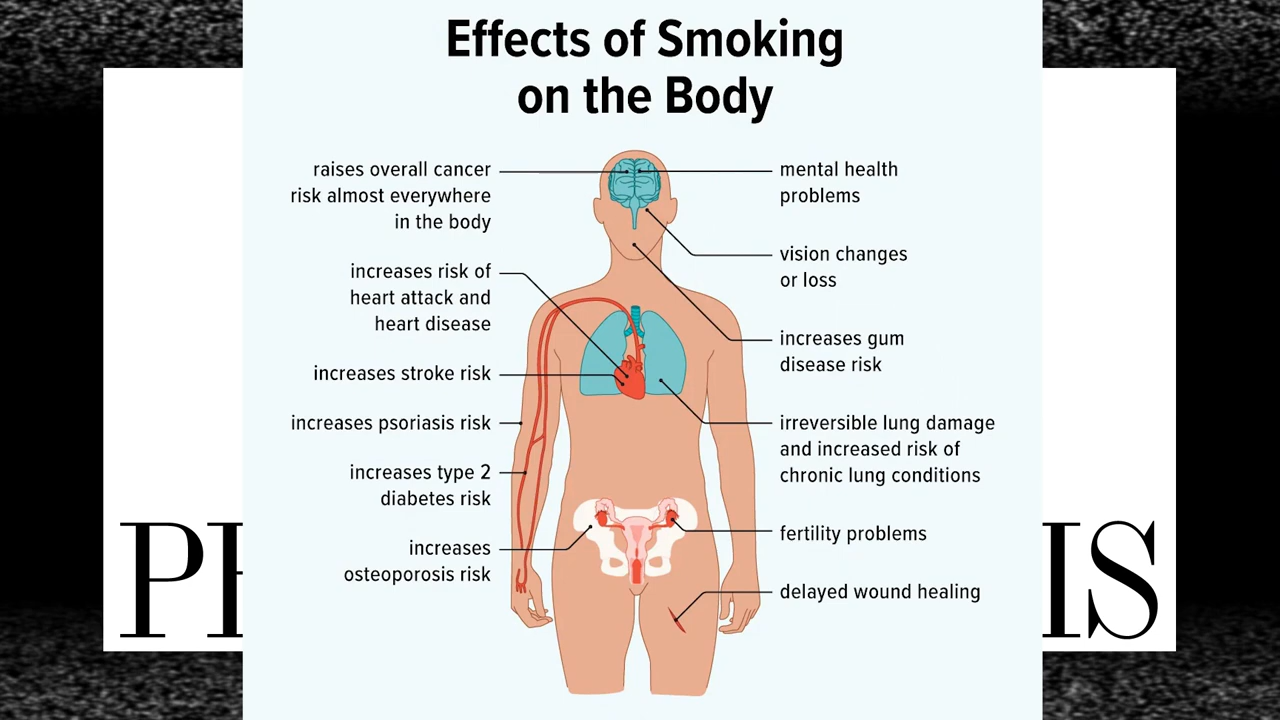 Effects of Smoking
on the Body
raises overall cancer
risk almost everywhere
in the body
increases risk of
heart attack and
heart disease
increases stroke risk
increases psoriasis risk
increases type 2
diabetes risk
increases
osteoporosis risk
mental health
problems
vision changes
or loss
increases gum
disease risk
irreversible lung damage
and increased risk of
chronic lung conditions
fertility problems
delayed wound healing
IS